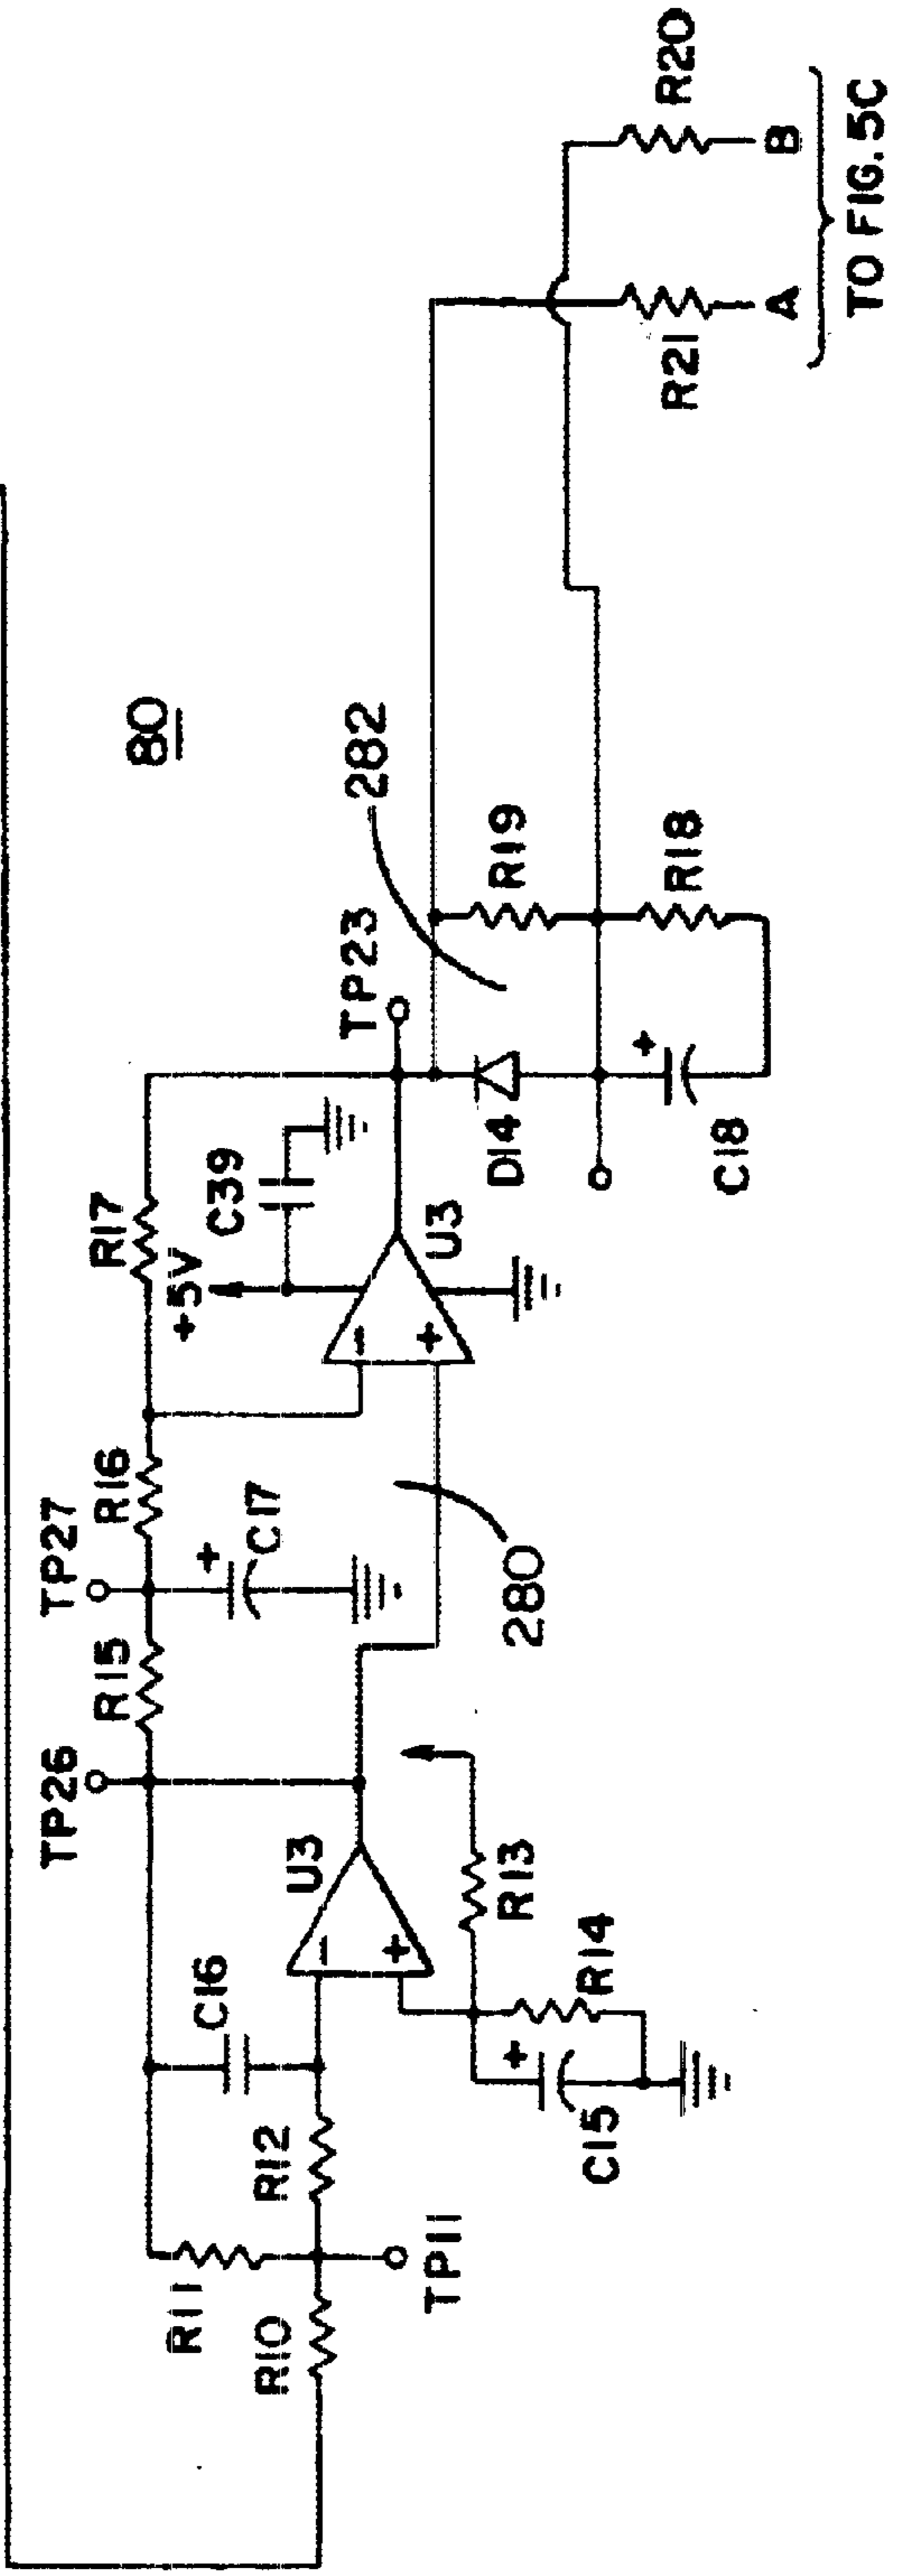 80
TP26
TP27
R15
R16
R17
+5V
C39
TP23
282
R20
B
TO FIG. 5C
A
R21
R11
C16
R10
R12
TP11
U3
−
+
C17
+
280
−
+
U3
D14
R19
R18
+
C18
R13
R14
+
C15